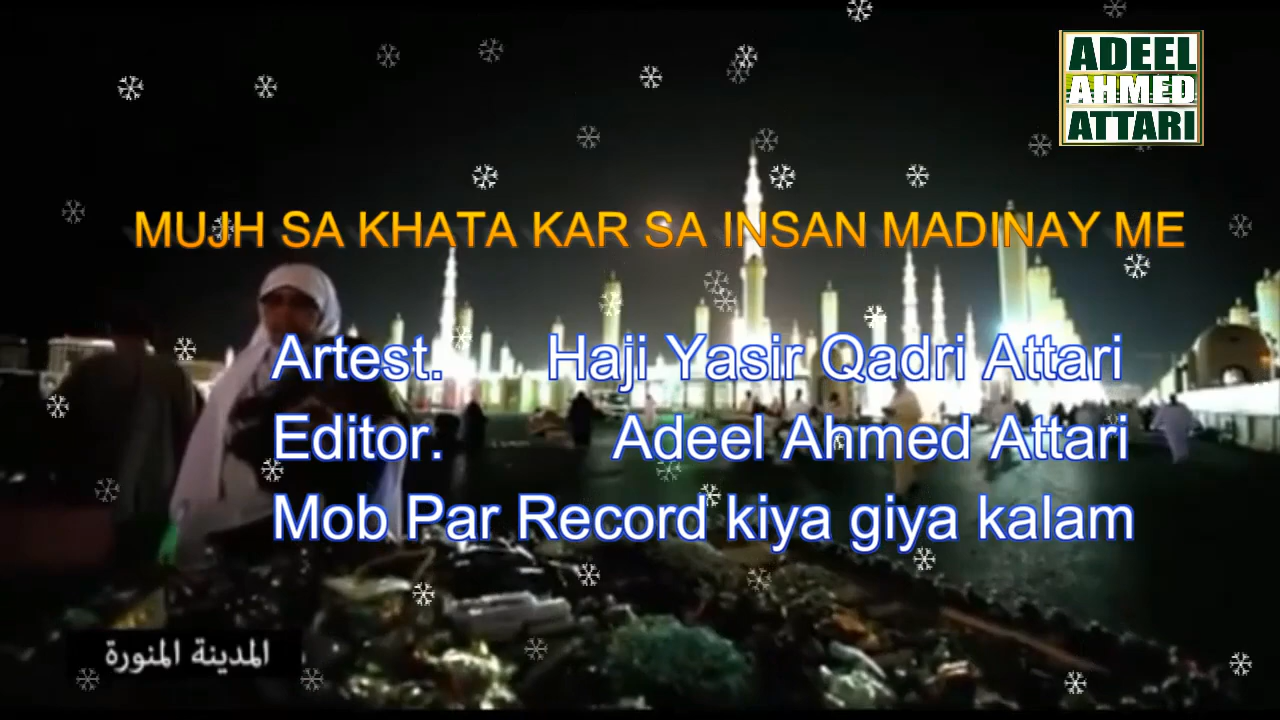 ADEEL
AHMED
ATTARI
MUJH SA KHATA KAR SA INSAN MADINAY ME
Artest. Haji Yasir Qadri Attari
Editor. Adeel Ahmed Attari
Mob Par Record kiya giya kalam
المدينة المنورة